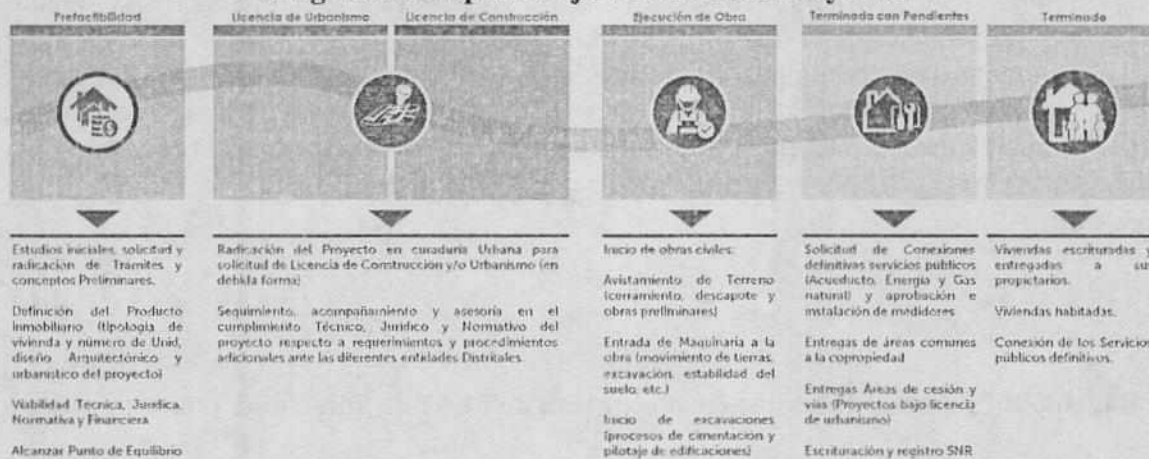 Prefactibilidad
Licencia de Urbanismo
Licencia de Construcción
Ejecución de Obra
Terminado con Pendientes
Terminado
Estudios iniciales, solicitud y
radicación de Trámites y
conceptos Preliminares.
Definición del Producto
Inmobiliario (tipología de
vivienda y número de Unid,
diseño Arquitectónico y
urbanístico del proyecto)
Viabilidad Técnica, Jurídica,
Normativa y Financiera
Alcanzar Punto de Equilibrio
Radicación del Proyecto en curaduría Urbana para
solicitud de Licencia de Construcción y/o Urbanismo (en
debida forma)
Seguimiento, acompañamiento y asesoría en el
cumplimiento Técnico, Jurídico y Normativo del
proyecto respecto a requerimientos y procedimientos
adicionales ante las diferentes entidades Distritales.
Inicio de obras civiles:
Avistamiento de Terreno
(cerramiento, descapote y
obras preliminares)
Entrada de Maquinaria a la
obra (movimiento de tierras,
excavación, estabilidad del
suelo, etc.)
Inicio de excavaciones
(procesos de cimentación y
pilotaje de edificaciones)
Solicitud de Conexiones
definitivas servicios públicos
(Acueducto, Energía y Gas
natural) y aprobación e
instalación de medidores
Entregas de áreas comunes
a la copropiedad
Entregas Áreas de cesión y
vías (Proyectos bajo licencia
de urbanismo)
Escrituración y registro SNR
Viviendas escrituradas y
entregadas a sus
propietarios.
Viviendas habitadas.
Conexión de los Servicios
públicos definitivos.